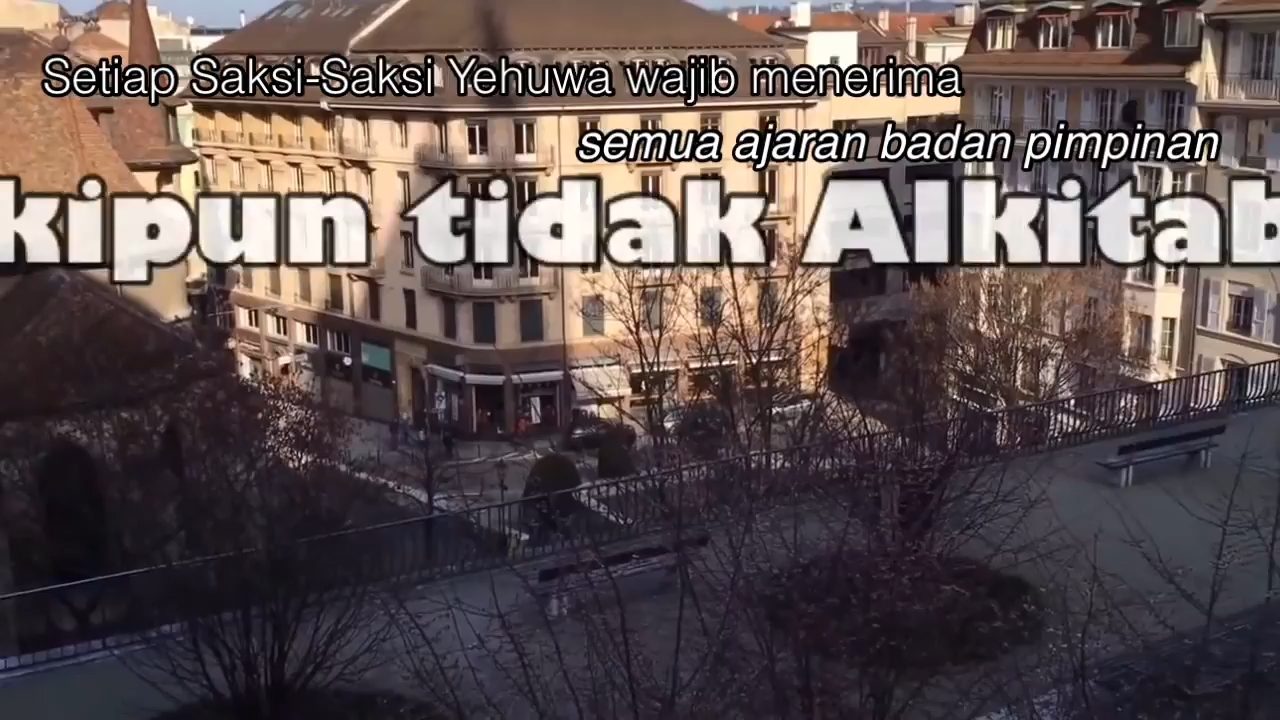 Setiap Saksi-Saksi Yehuwa wajib menerima
semua ajaran badan pimpinan
kipun tidak Alkitab